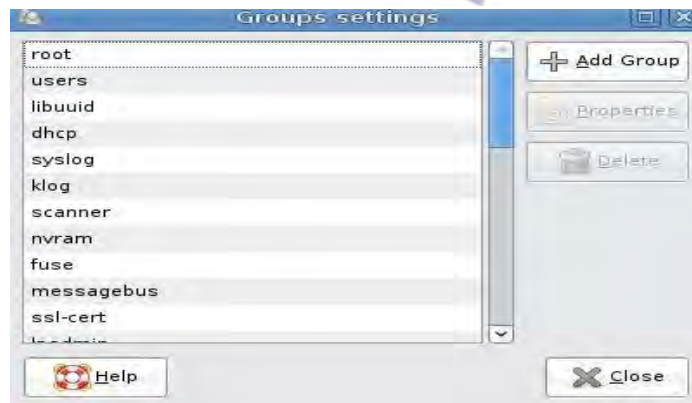 Groups settings
root
users
libuuid
dhcp
syslog
klog
scanner
nvram
fuse
messagebus
ssl-cert
lpadmin
Add Group
Properties
Delete
Help
Close